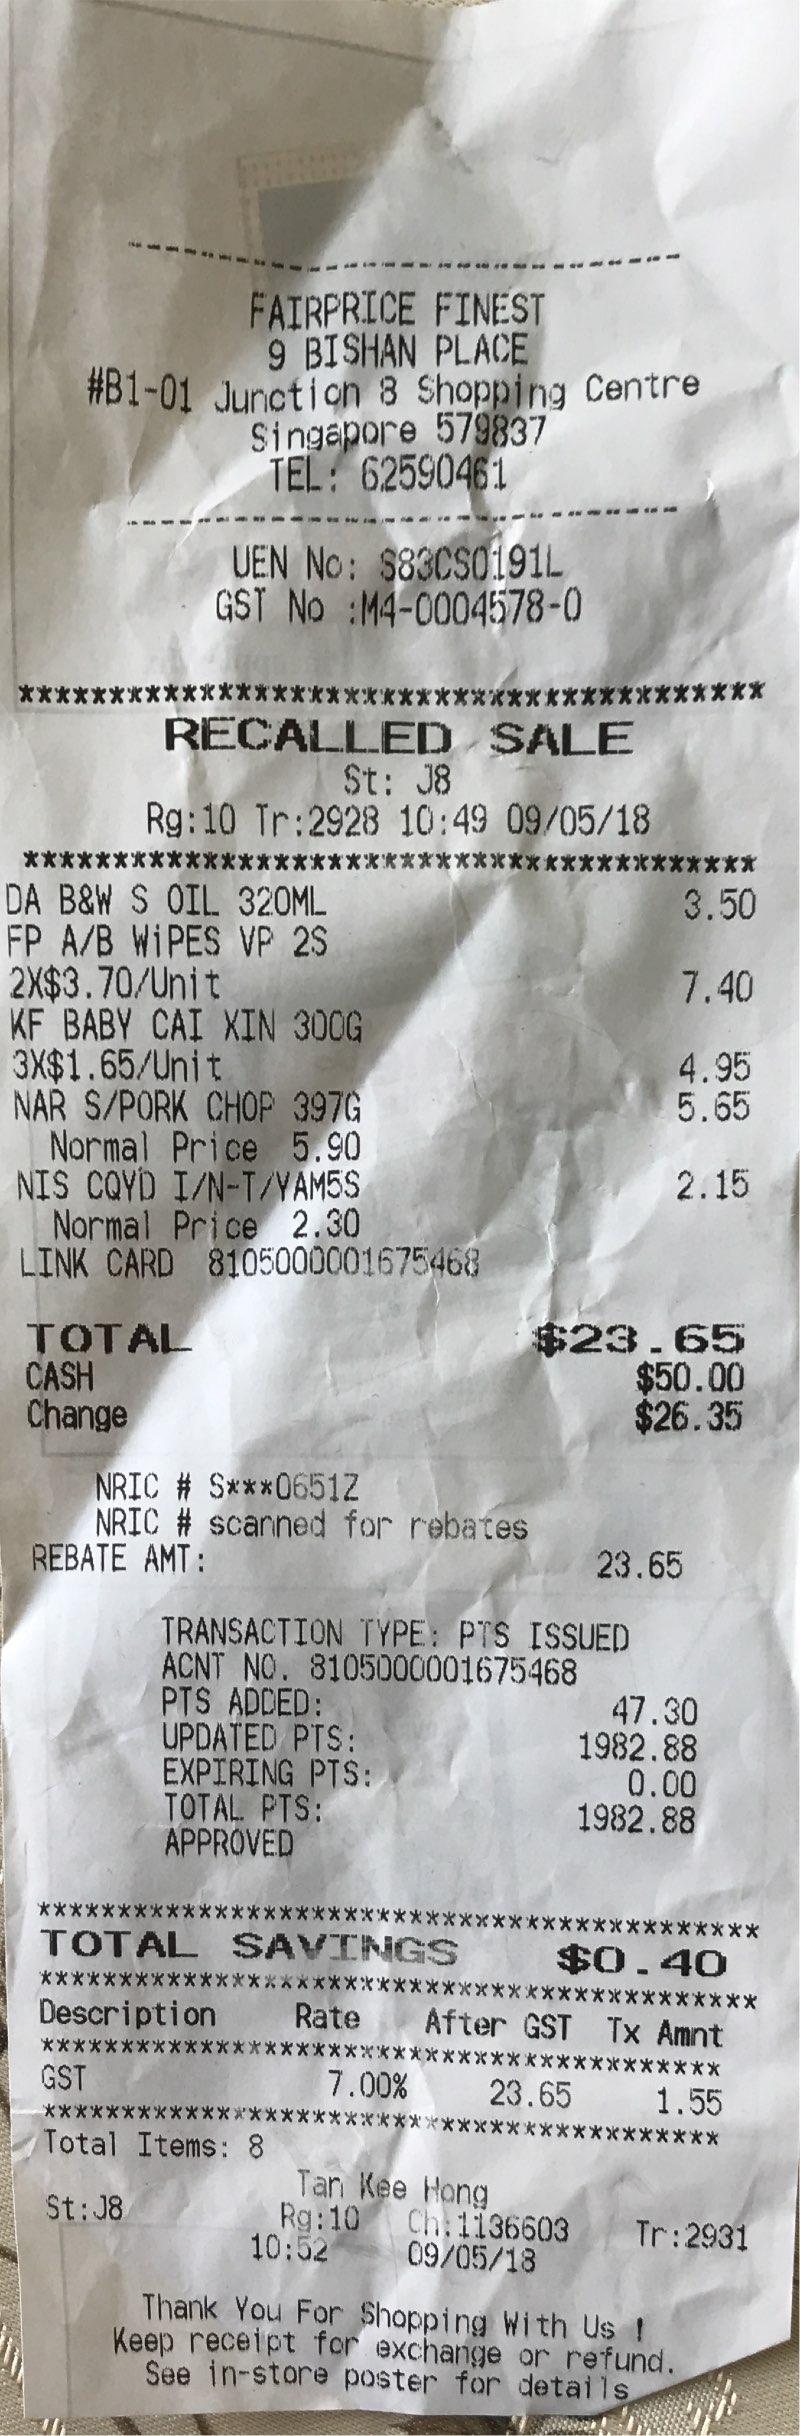 FAIRPRICE FINEST
9 BISHAN PLACE
#B1-01 Junction 8 Shopping Centre
Singapore 579837
TEL: 62590461
UEN No: S83CS0191L
GST No :M4-0004578-0
******************************************
RECALLED SALE
St: J8
Rg:10 Tr:2928 10:49 09/05/18
******************************************
DA B&W S OIL 320ML 3.50
FP A/B WiPES VP 2S
2X$3.70/Unit 7.40
KF BABY CAI XIN 300G
3X$1.65/Unit 4.95
NAR S/PORK CHOP 397G 5.65
Normal Price 5.90
NIS CQYD I/N-T/YAM5S 2.15
Normal Price 2.30
LINK CARD 8105000001675468
TOTAL $23.65
CASH $50.00
Change $26.35
NRIC # S***0651Z
NRIC # scanned for rebates
REBATE AMT: 23.65
TRANSACTION TYPE: PTS ISSUED
ACNT NO. 8105000001675468
PTS ADDED: 47.30
UPDATED PTS: 1982.88
EXPIRING PTS: 0.00
TOTAL PTS: 1982.88
APPROVED
******************************************
TOTAL SAVINGS $0.40
******************************************
Description Rate After GST Tx Amnt
******************************************
GST 7.00% 23.65 1.55
******************************************
Total Items: 8
Tan Kee Hong
St:J8 Rg:10 Ch:1136603 Tr:2931
10:52 09/05/18
Thank You For Shopping With Us !
Keep receipt for exchange or refund.
See in-store poster for details